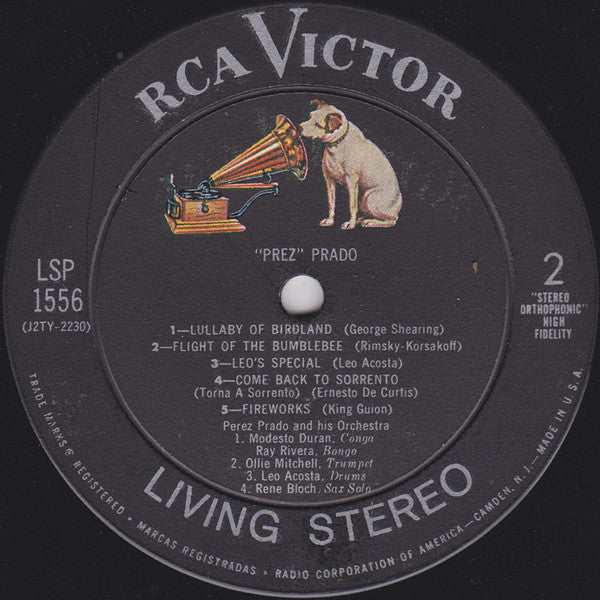 RCA VICTOR
"PREZ" PRADO
LSP
1556
(J2TY-2230)
2
"STEREO
ORTHOPHONIC"
HIGH
FIDELITY
1—LULLABY OF BIRDLAND (George Shearing)
2—FLIGHT OF THE BUMBLEBEE (Rimsky-Korsakoff)
3—LEO'S SPECIAL (Leo Acosta)
4—COME BACK TO SORRENTO
(Torna A Sorrento) (Ernesto De Curtis)
5—FIREWORKS (King Guion)
Perez Prado and his Orchestra
1. Modesto Duran, Conga
Ray Rivera, Bongo
2. Ollie Mitchell, Trumpet
3. Leo Acosta, Drums
4. Rene Bloch, Sax Solo
LIVING STEREO
TRADE MARKS ® REGISTERED • MARCAS REGISTRADAS • RADIO CORPORATION OF AMERICA—CAMDEN, N. J.—MADE IN U.S.A.